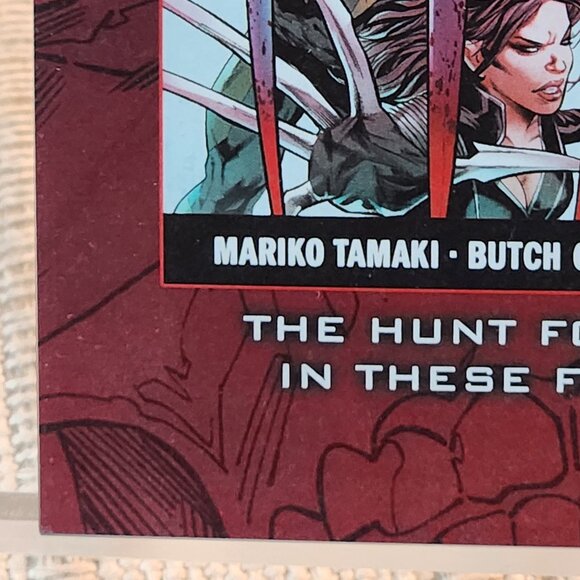 MARIKO TAMAKI · BUTCH
THE HUNT
IN THESE